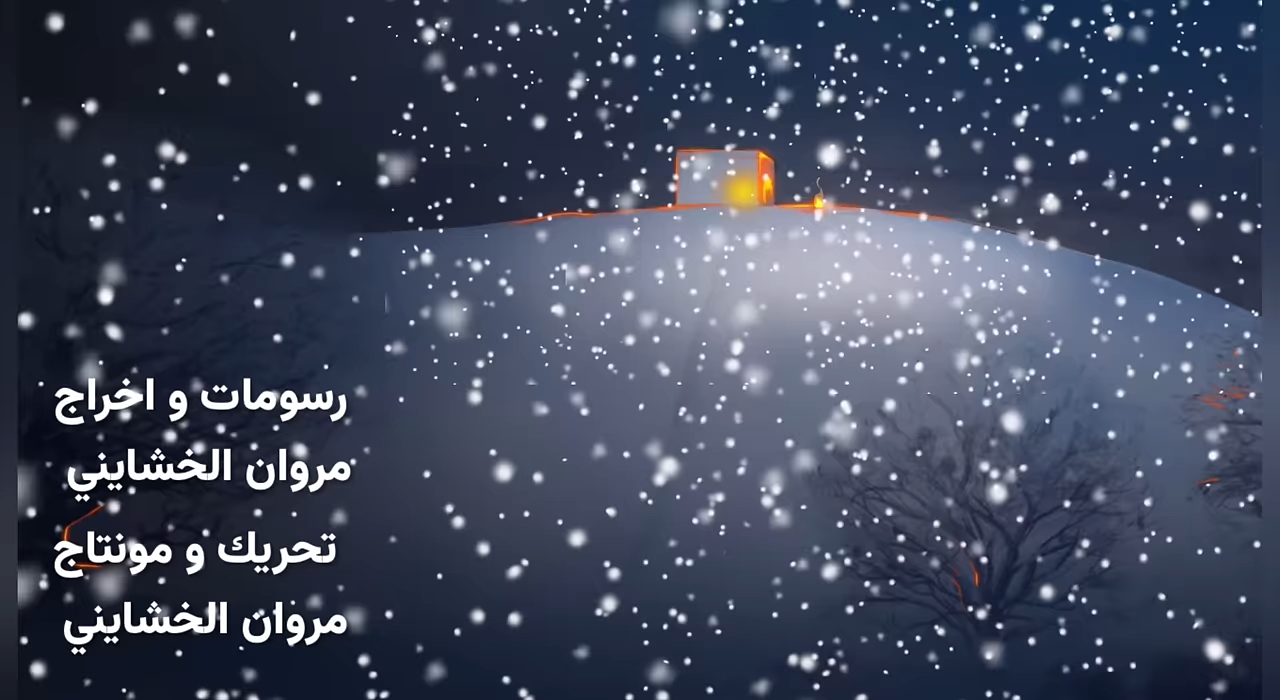 رسومات و اخراج
مروان الخشايني
تحريك و مونتاج
مروان الخشايني